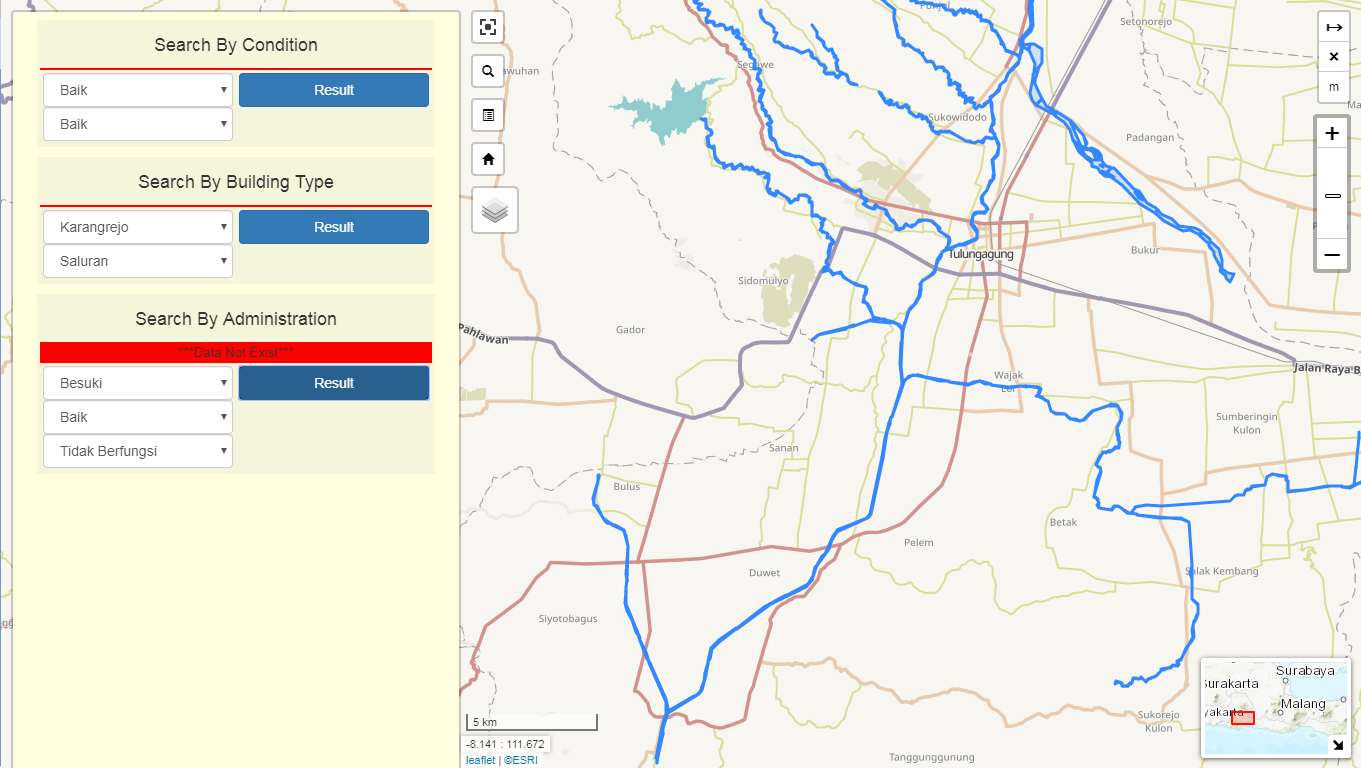 Search By Condition
Baik
Result
Baik
Search By Building Type
Karangrejo
Result
Saluran
Search By Administration
***Data Not Exist***
Besuki
Result
Baik
Tidak Berfungsi
Setonorejo
Sukowidodo
Padangan
m
Bukur
Tulungagung
Sidomulyo
Gador
Pahlawan
Jalan Raya B
Wajak
Lor
Sumberingin
Kulon
Sanan
Bulus
Betak
Pelem
Duwet
Salak Kembang
Siyotobagus
Sukorejo
Kulon
Tanggunggunung
5 km
-8.141 : 111.672
leaflet | ©ESRI
Surabaya
Surakarta
Malang
yakarta